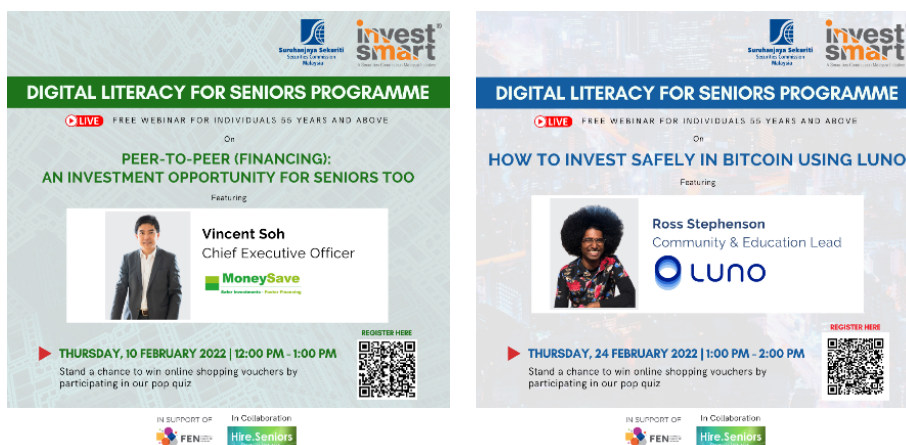 Suruhanjaya Sekuriti
Securities Commission
Malaysia
invest®
smart
DIGITAL LITERACY FOR SENIORS PROGRAMME
LIVE FREE WEBINAR FOR INDIVIDUALS 55 YEARS AND ABOVE
On
PEER-TO-PEER (FINANCING):
AN INVESTMENT OPPORTUNITY FOR SENIORS TOO
Featuring
Vincent Soh
Chief Executive Officer
MoneySave
Safer Investments · Faster Financing
REGISTER HERE
THURSDAY, 10 FEBRUARY 2022 | 12:00 PM - 1:00 PM
Stand a chance to win online shopping vouchers by
participating in our pop quiz
IN SUPPORT OF
FEN
In Collaboration
Hire.Seniors
Suruhanjaya Sekuriti
Securities Commission
Malaysia
invest®
smart
DIGITAL LITERACY FOR SENIORS PROGRAMME
LIVE FREE WEBINAR FOR INDIVIDUALS 55 YEARS AND ABOVE
On
HOW TO INVEST SAFELY IN BITCOIN USING LUNO
Featuring
Ross Stephenson
Community & Education Lead
LUNO
REGISTER HERE
THURSDAY, 24 FEBRUARY 2022 | 1:00 PM - 2:00 PM
Stand a chance to win online shopping vouchers by
participating in our pop quiz
IN SUPPORT OF
FEN
In Collaboration
Hire.Seniors